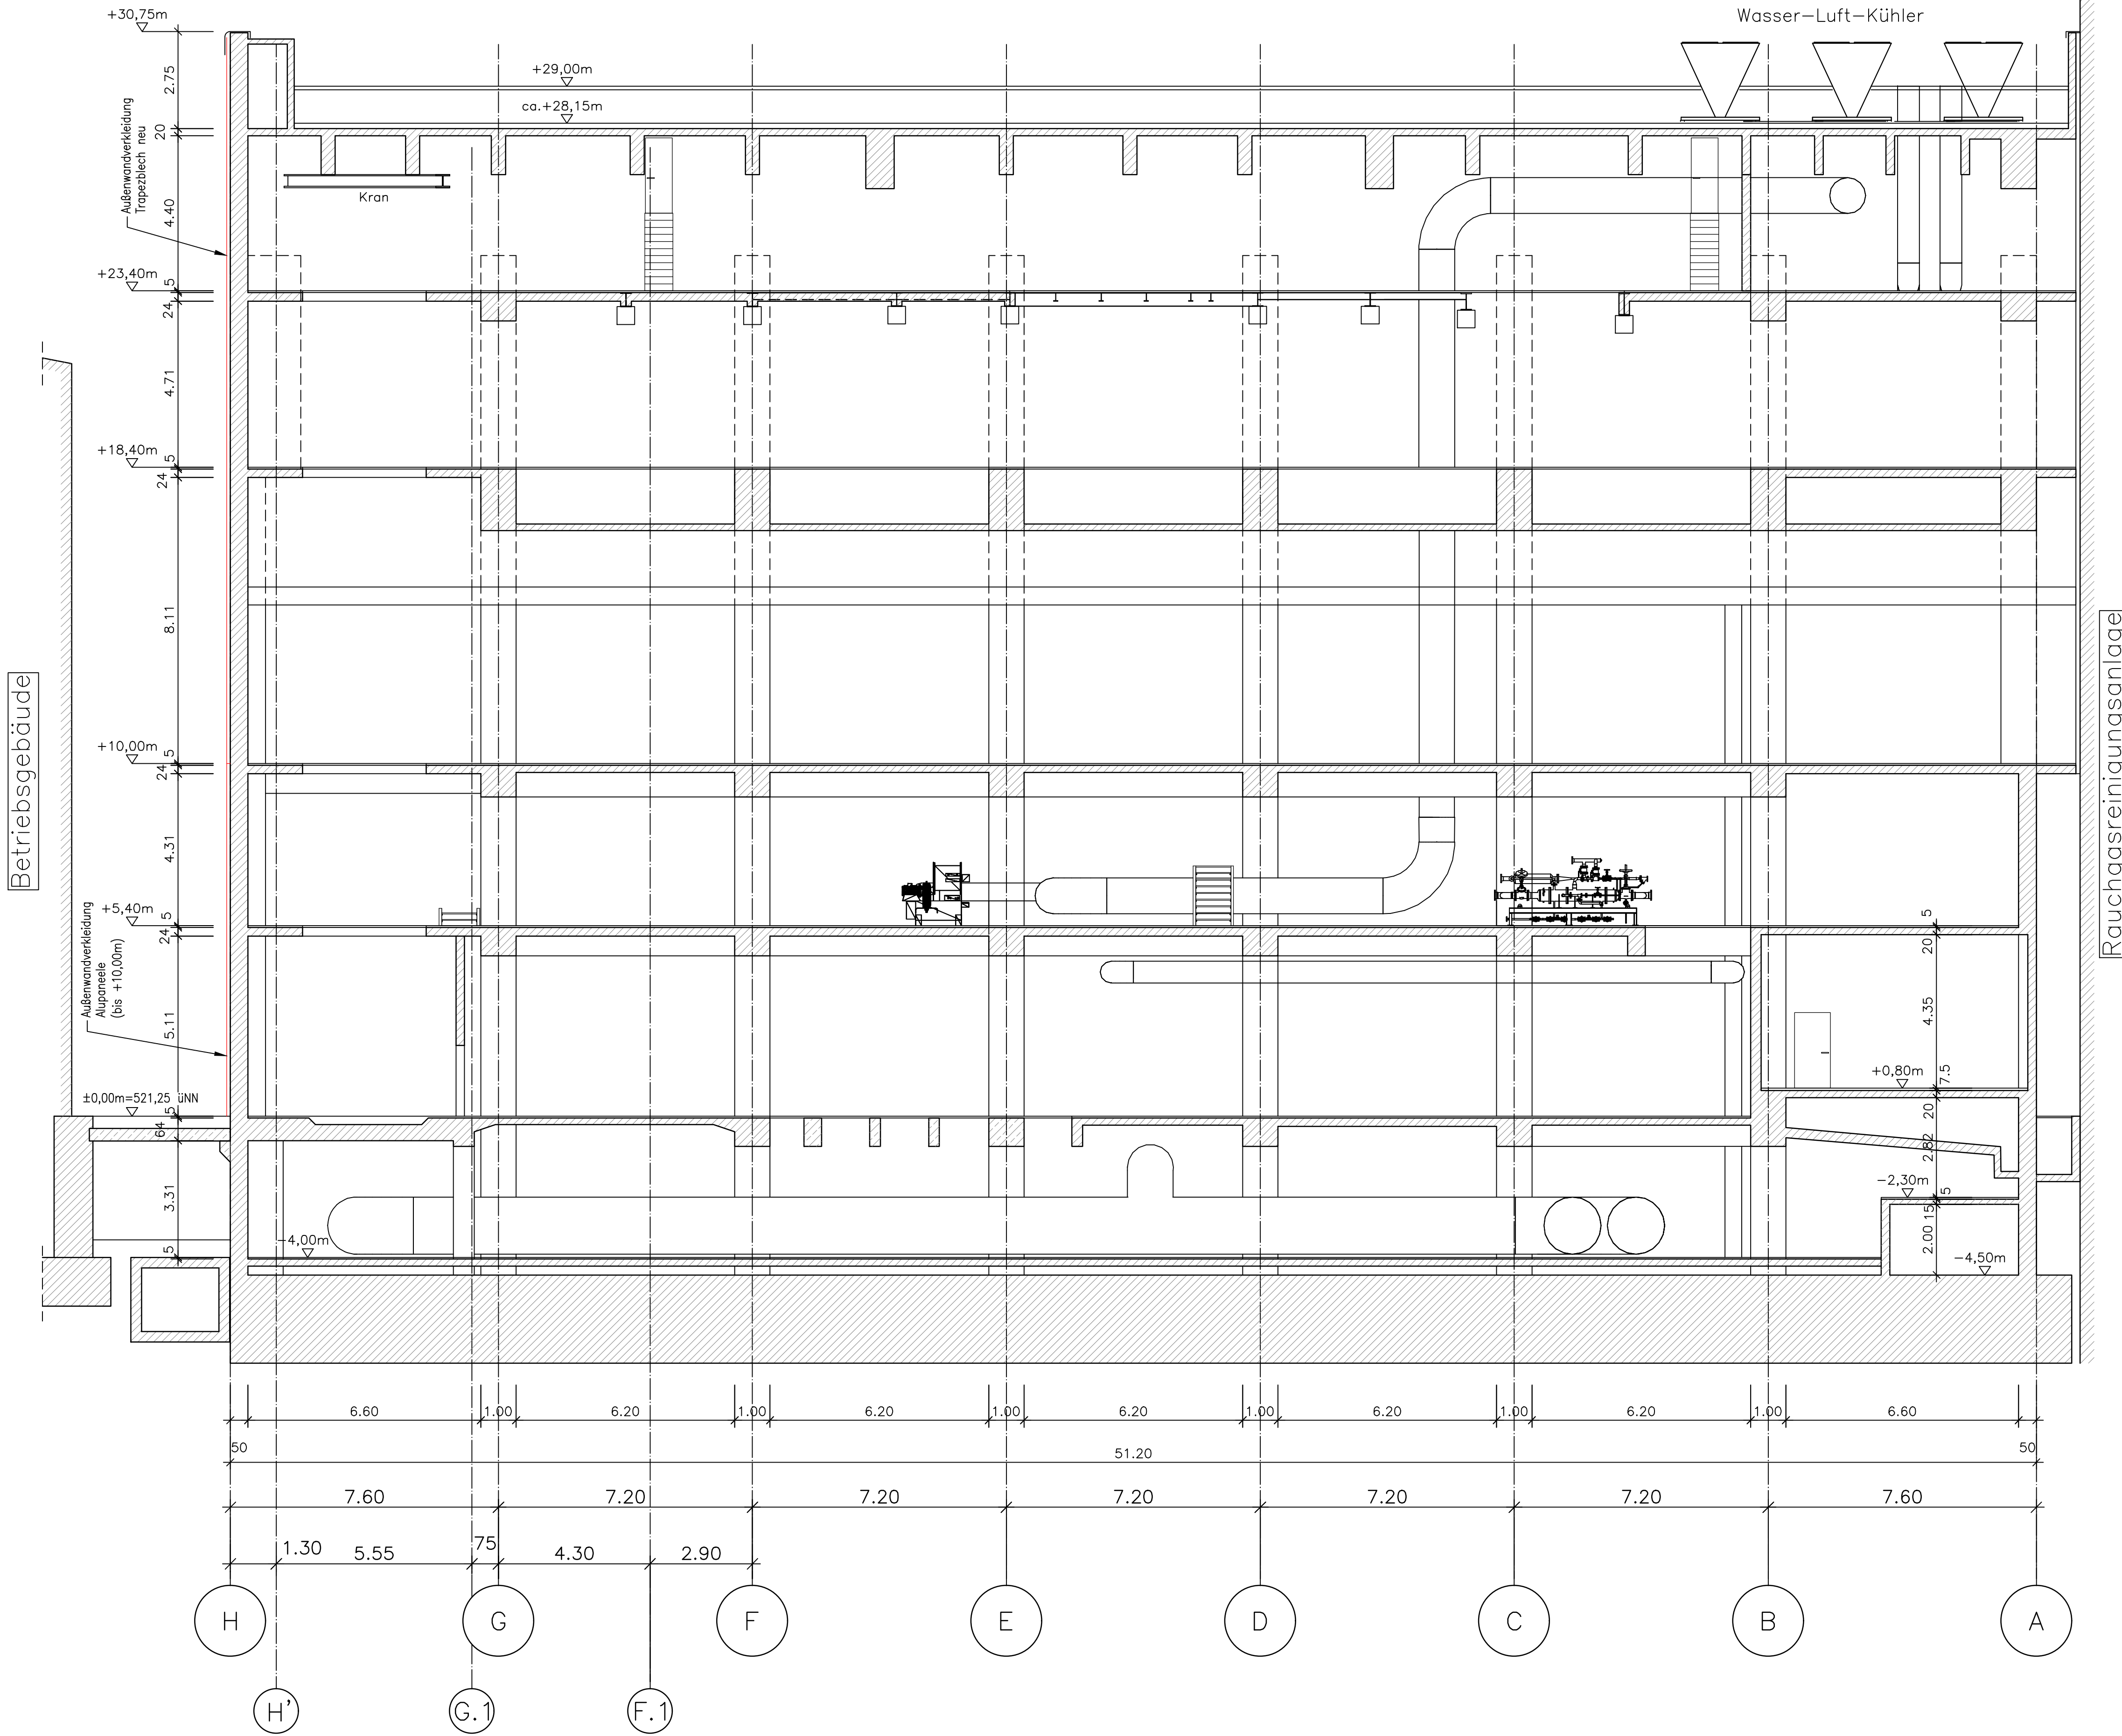 +30,75m
Wasser-Luft-Kühler
2.75
+29,00m
ca.+28,15m
20
Außenwandverkleidung
Trapezblech neu
4.40
Kran
+23,40m
5
24
4.71
+18,40m
5
24
8.11
Betriebsgebäude
Rauchgasreinigungsanlage
+10,00m
5
24
4.31
+5,40m
5
24
5
20
Außenwandverkleidung
Alupaneele
(bis +10,00m)
5.11
4.35
+0,80m
7.5
±0,00m=521,25 üNN
5
64
20
2.82
3.31
-2,30m
5
15
-4,00m
5
2.00
-4,50m
6.60
1.00
6.20
1.00
6.20
1.00
6.20
1.00
6.20
1.00
6.20
1.00
6.60
50
51.20
50
7.60
7.20
7.20
7.20
7.20
7.20
7.60
1.30
5.55
75
4.30
2.90
H
G
F
E
D
C
B
A
H'
G.1
F.1